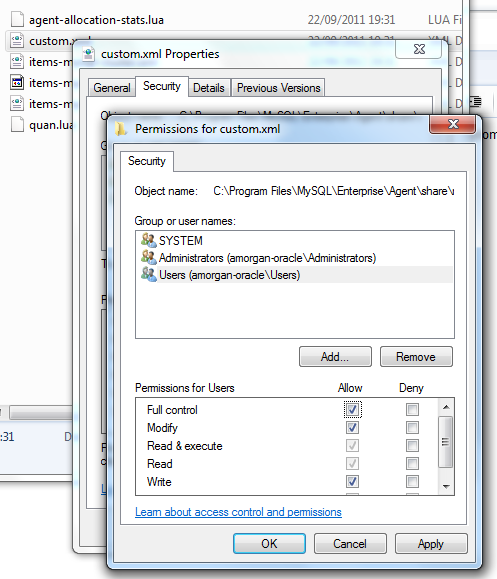 agent-allocation-stats.lua 22/09/2011 19:31 LUA Fi
custom.xml
items-m
items-m
quan.lua
custom.xml Properties
General Security Details Previous Versions
Permissions for custom.xml
Security
Object name: C:\Program Files\MySQL\Enterprise\Agent\share\
Group or user names:
SYSTEM
Administrators (amorgan-oracle\Administrators)
Users (amorgan-oracle\Users)
Add... Remove
Permissions for Users Allow Deny
Full control
Modify
Read & execute
Read
Write
:31 D
Learn about access control and permissions
OK Cancel Apply